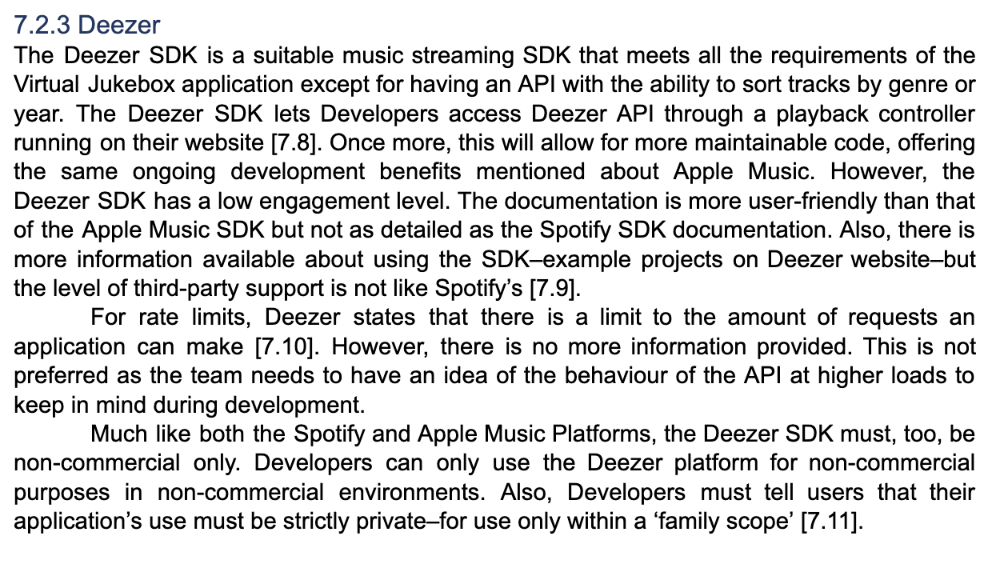 7.2.3 Deezer
The Deezer SDK is a suitable music streaming SDK that meets all the requirements of the
Virtual Jukebox application except for having an API with the ability to sort tracks by genre or
year. The Deezer SDK lets Developers access Deezer API through a playback controller
running on their website [7.8]. Once more, this will allow for more maintainable code, offering
the same ongoing development benefits mentioned about Apple Music. However, the
Deezer SDK has a low engagement level. The documentation is more user-friendly than that
of the Apple Music SDK but not as detailed as the Spotify SDK documentation. Also, there is
more information available about using the SDK–example projects on Deezer website–but
the level of third-party support is not like Spotify’s [7.9].
For rate limits, Deezer states that there is a limit to the amount of requests an
application can make [7.10]. However, there is no more information provided. This is not
preferred as the team needs to have an idea of the behaviour of the API at higher loads to
keep in mind during development.
Much like both the Spotify and Apple Music Platforms, the Deezer SDK must, too, be
non-commercial only. Developers can only use the Deezer platform for non-commercial
purposes in non-commercial environments. Also, Developers must tell users that their
application’s use must be strictly private–for use only within a ‘family scope’ [7.11].